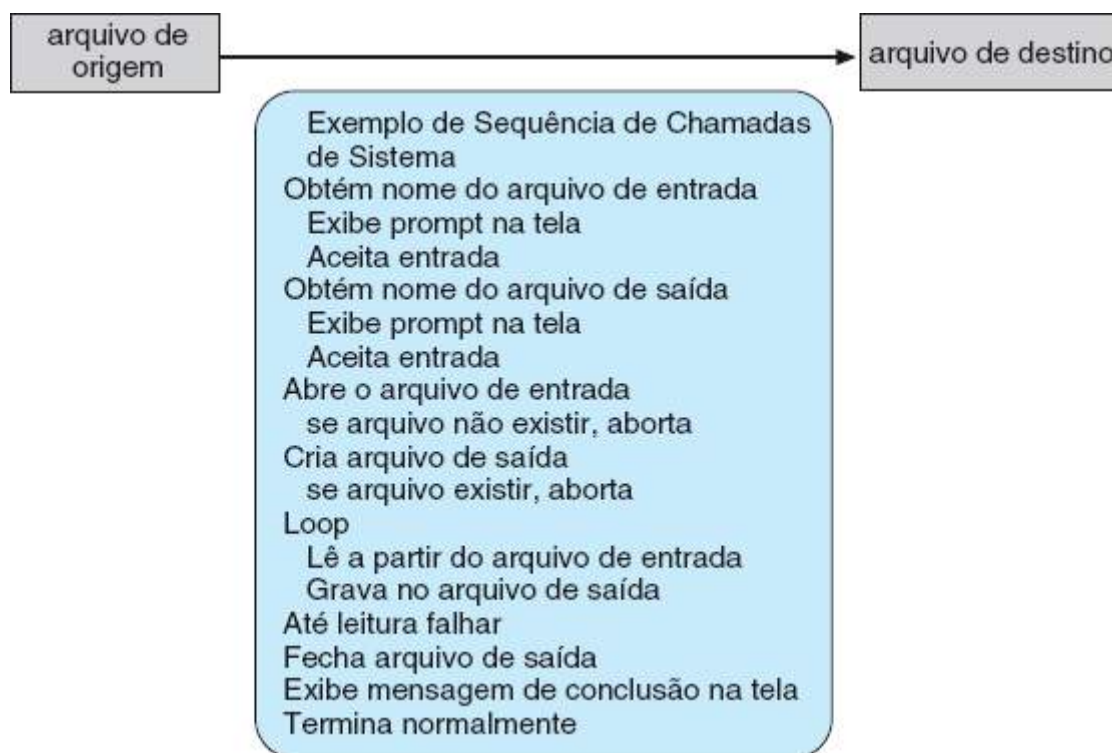 arquivo de
origem
arquivo de destino
Exemplo de Sequência de Chamadas
de Sistema
Obtém nome do arquivo de entrada
Exibe prompt na tela
Aceita entrada
Obtém nome do arquivo de saída
Exibe prompt na tela
Aceita entrada
Abre o arquivo de entrada
se arquivo não existir, aborta
Cria arquivo de saída
se arquivo existir, aborta
Loop
Lê a partir do arquivo de entrada
Grava no arquivo de saída
Até leitura falhar
Fecha arquivo de saída
Exibe mensagem de conclusão na tela
Termina normalmente